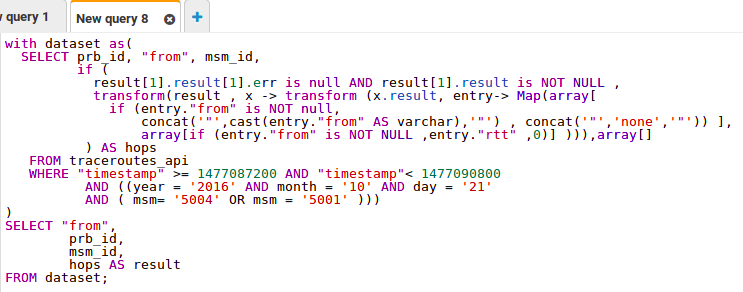 query 1
New query 8
with dataset as(
SELECT prb_id, "from", msm_id,
if (
result[1].result[1].err is null AND result[1].result is NOT NULL ,
transform(result , x -> transform (x.result, entry-> Map(array[
if (entry."from" is NOT null,
concat('"',cast(entry."from" AS varchar),'"') , concat('"','none','"')) ],
array[if (entry."from" is NOT NULL ,entry."rtt" ,0)] ))),array[]
) AS hops
FROM traceroutes_api
WHERE "timestamp" >= 1477087200 AND "timestamp"< 1477090800
AND ((year = '2016' AND month = '10' AND day = '21'
AND ( msm= '5004' OR msm = '5001' )))
)
SELECT "from",
prb_id,
msm_id,
hops AS result
FROM dataset;